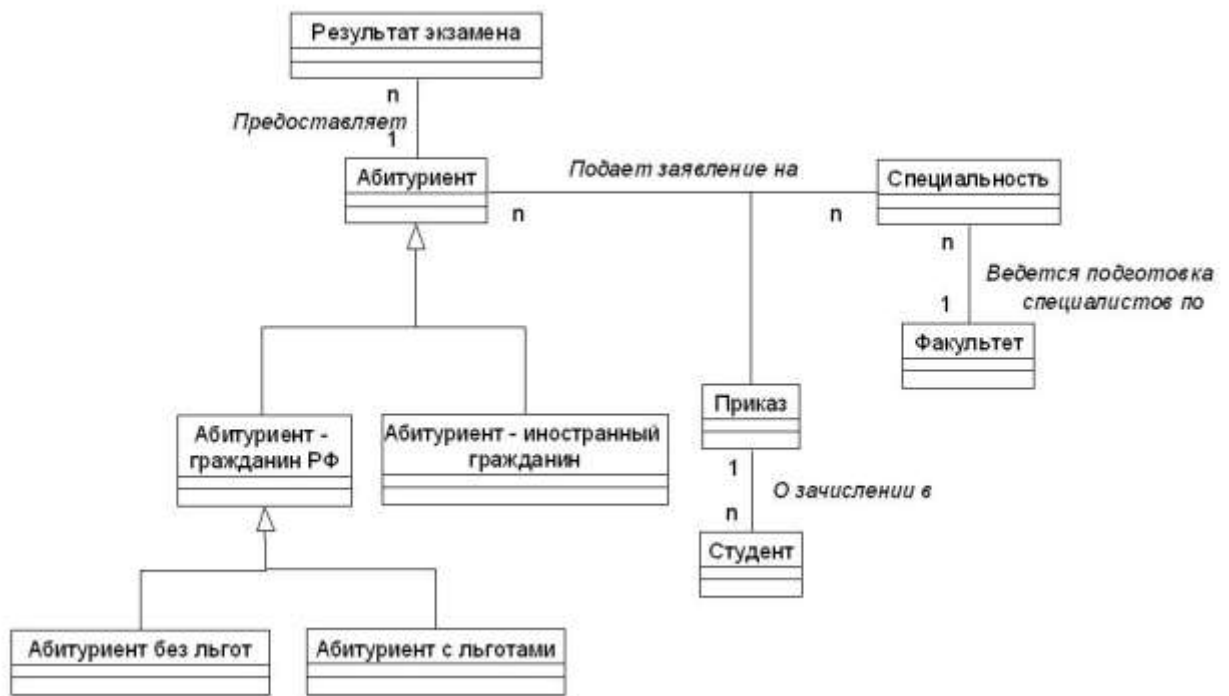 Результат экзамена
n
Предоставляет
1
Абитуриент
Подает заявление на
Специальность
n
n
n
Ведется подготовка
специалистов по
1
Факультет
Приказ
Абитуриент -
гражданин РФ
Абитуриент - иностранный
гражданин
1
О зачислении в
n
Студент
Абитуриент без льгот
Абитуриент с льготами